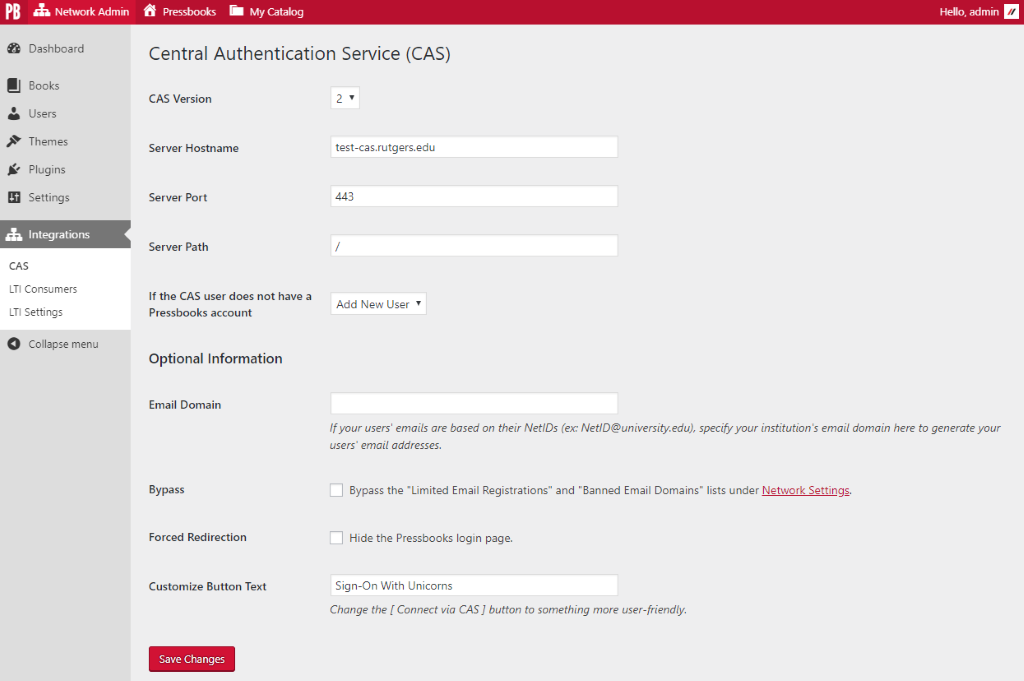 PB Network Admin Pressbooks My Catalog Hello, admin
Dashboard
Books
Users
Themes
Plugins
Settings
Integrations
CAS
LTI Consumers
LTI Settings
Collapse menu
Central Authentication Service (CAS)
CAS Version 2
Server Hostname test-cas.rutgers.edu
Server Port 443
Server Path /
If the CAS user does not have a
Pressbooks account Add New User
Optional Information
Email Domain
If your users' emails are based on their NetIDs (ex: NetID@university.edu), specify your institution's email domain here to generate your
users' email addresses.
Bypass Bypass the "Limited Email Registrations" and "Banned Email Domains" lists under Network Settings.
Forced Redirection Hide the Pressbooks login page.
Customize Button Text Sign-On With Unicorns
Change the [ Connect via CAS ] button to something more user-friendly.
Save Changes